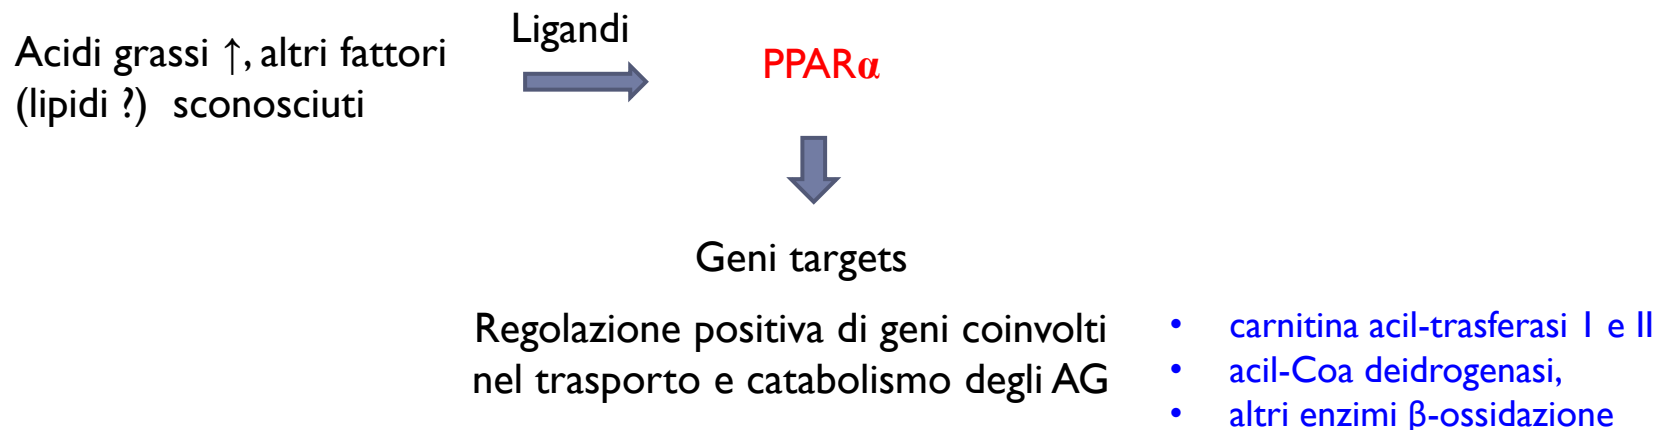 Acidi grassi ↑, altri fattori
(lipidi ?) sconosciuti
Ligandi
PPARα
Geni targets
Regolazione positiva di geni coinvolti
nel trasporto e catabolismo degli AG
• carnitina acil-trasferasi I e II
• acil-Coa deidrogenasi,
• altri enzimi β-ossidazione